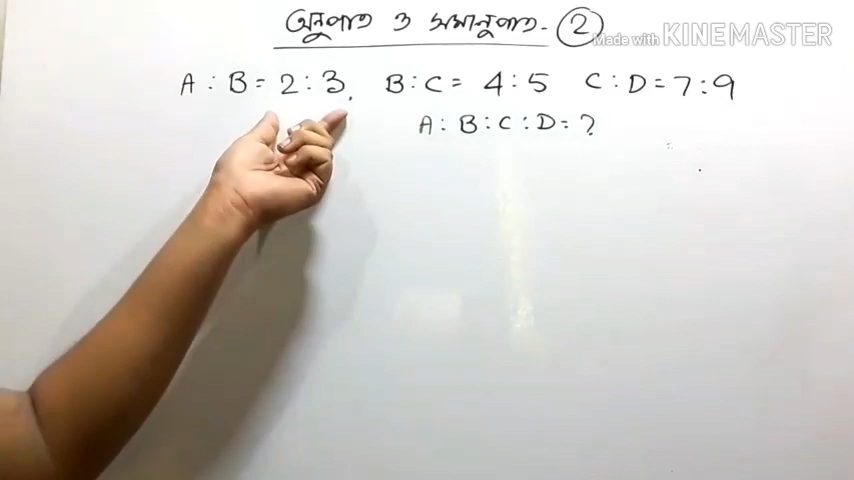 অনুপাত ও সমানুপাত - 2
Made with KINEMASTER
A : B = 2 : 3, B : C = 4 : 5 C : D = 7 : 9
A : B : C : D = ?